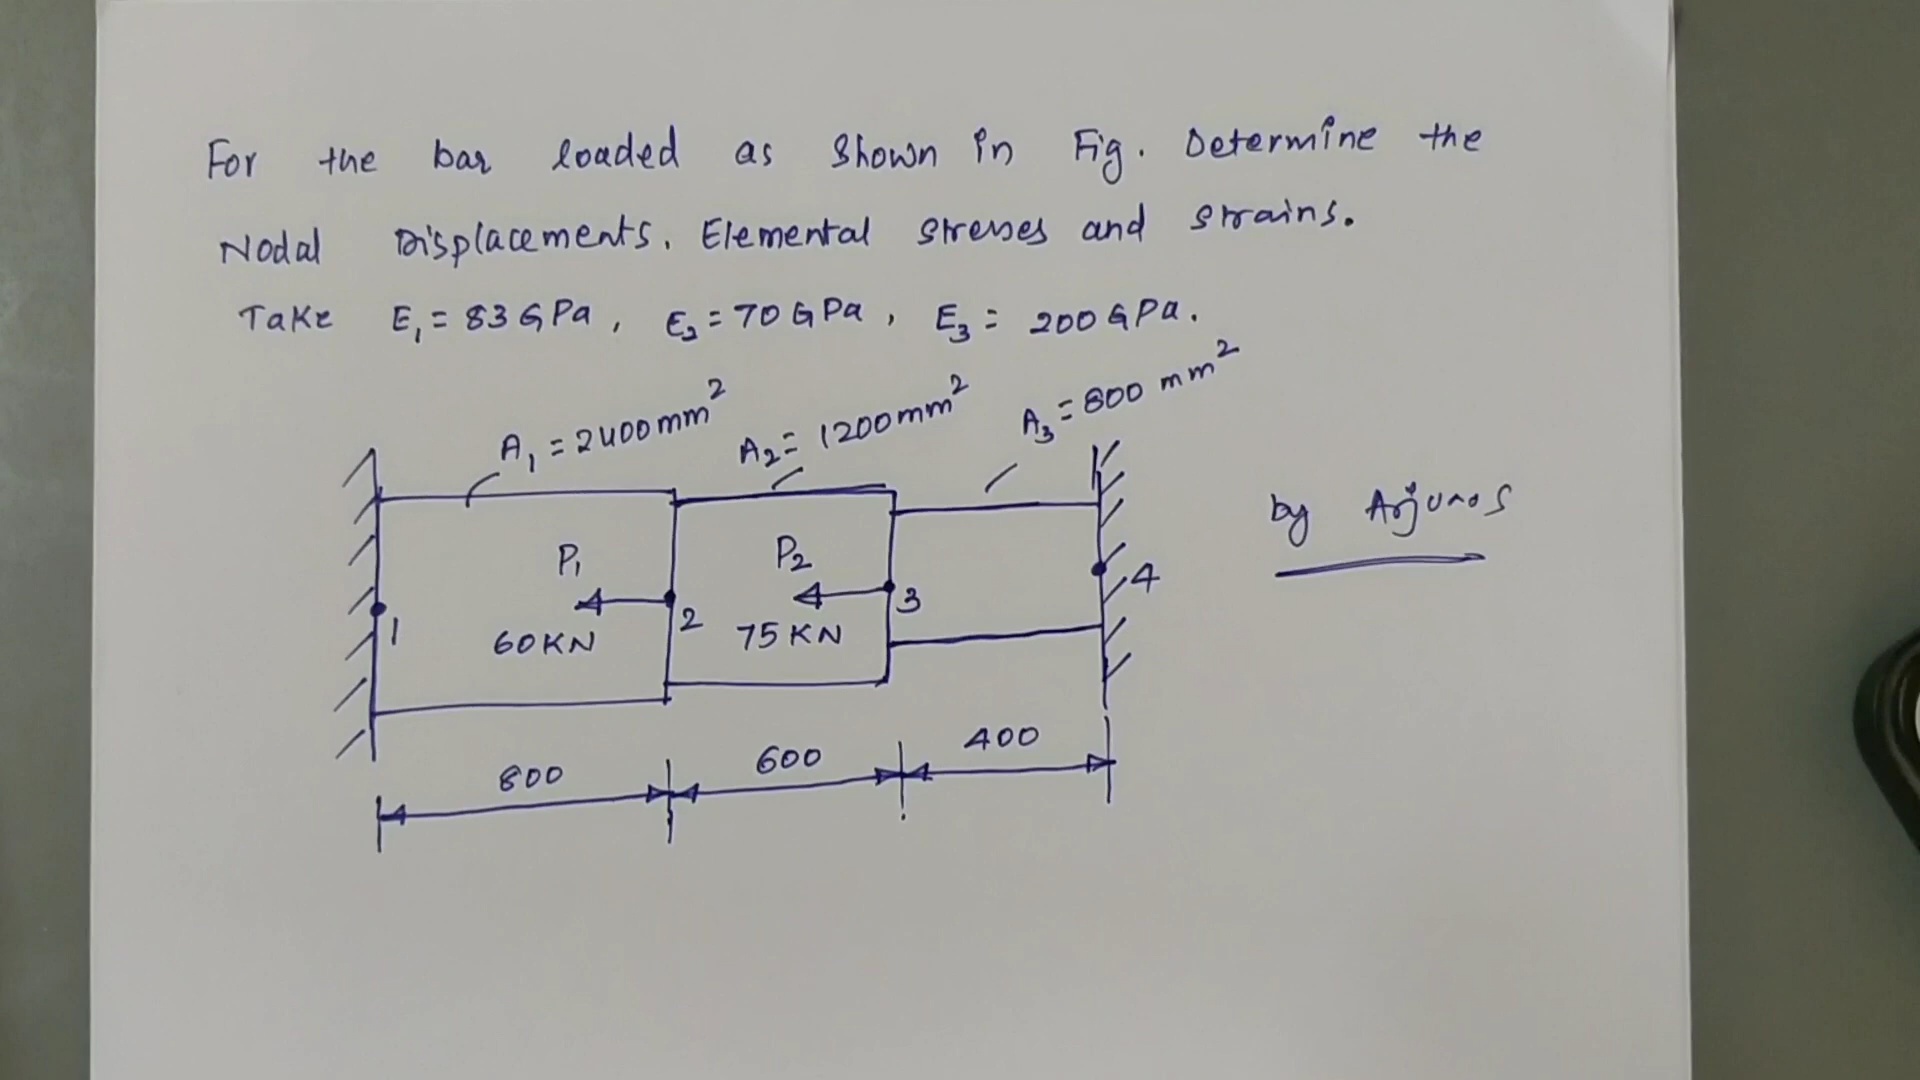 For the bar loaded as shown in Fig. Determine the
Nodal Displacements, Elemental stresses and strains.
Take E₁ = 83 GPa, E₂ = 70 GPa, E₃ = 200 GPa.
A₁ = 2400 mm² A₂ = 1200 mm² A₃ = 800 mm²
P₁ P₂
60KN 75KN
1 2 3 4
by
800 600 400